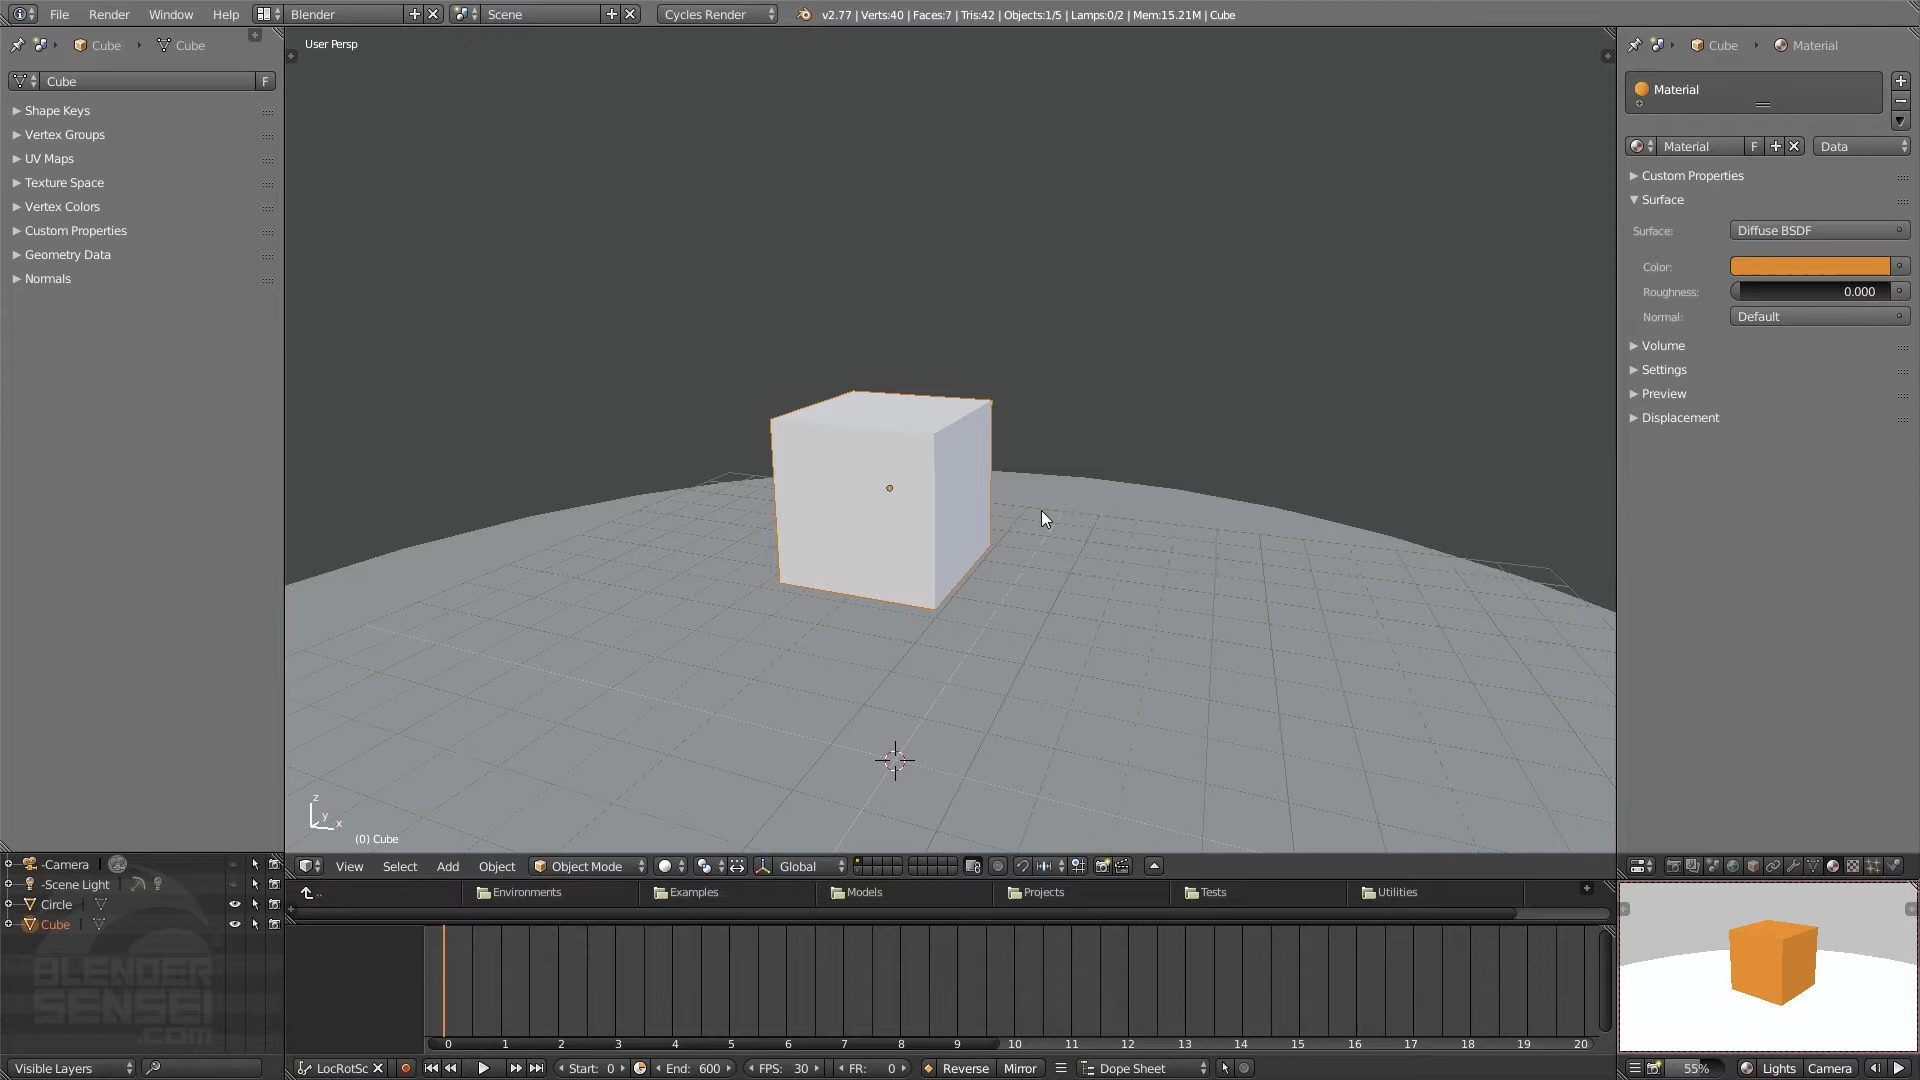 File Render Window Help Blender Scene Cycles Render v2.77 | Verts:40 | Faces:7 | Tris:42 | Objects:1/5 | Lamps:0/2 | Mem:15.21M | Cube
Cube Cube
Cube F
Shape Keys
Vertex Groups
UV Maps
Texture Space
Vertex Colors
Custom Properties
Geometry Data
Normals
User Persp
z
y
x
(0) Cube
Cube Material
Material
Material F Data
Custom Properties
Surface
Surface: Diffuse BSDF
Color:
Roughness: 0.000
Normal: Default
Volume
Settings
Preview
Displacement
View Select Add Object Object Mode Global
-Camera
-Scene Light
Circle
Cube
BLENDER
SENSEI
.COM
.. Environments Examples Models Projects Tests Utilities
0 1 2 3 4 5 6 7 8 9 10 11 12 13 14 15 16 17 18 19 20
Visible Layers LocRotSc Start: 0 End: 600 FPS: 30 FR: 0 Reverse Mirror Dope Sheet 55% Lights Camera